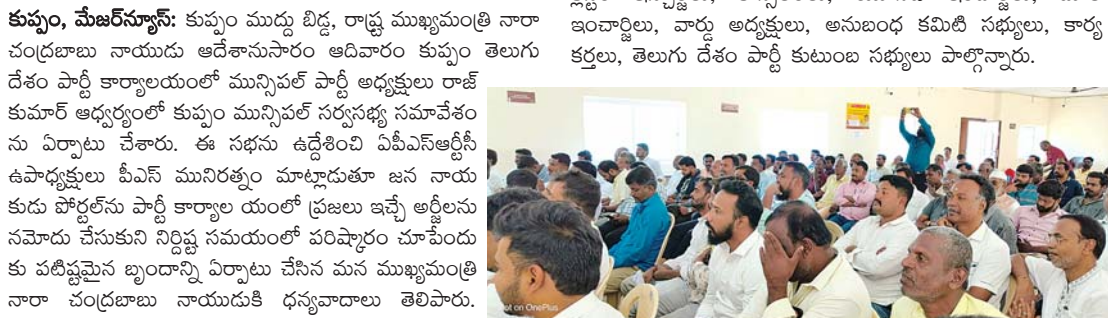 కుప్పం, మేజర్‌న్యూస్: కుప్పం ముద్దు బిడ్డ, రాష్ట్ర ముఖ్యమంత్రి నారా
చంద్రబాబు నాయుడు ఆదేశానుసారం ఆదివారం కుప్పం తెలుగు
దేశం పార్టీ కార్యాలయంలో మున్సిపల్ పార్టీ అధ్యక్షులు రాజ్
కుమార్ ఆధ్వర్యంలో కుప్పం మున్సిపల్ సర్వసభ్య సమావేశం
ను ఏర్పాటు చేశారు. ఈ సభను ఉద్దేశించి ఏపీఎస్ఆర్టీసీ
ఉపాధ్యక్షులు పీఎస్ మునిరత్నం మాట్లాడుతూ జన నాయ
కుడు పోర్టల్‌ను పార్టీ కార్యాల యంలో ప్రజలు ఇచ్చే అర్జీలను
నమోదు చేసుకుని నిర్దిష్ట సమయంలో పరిష్కారం చూపేందు
కు పటిష్టమైన బృందాన్ని ఏర్పాటు చేసిన మన ముఖ్యమంత్రి
నారా చంద్రబాబు నాయుడుకి ధన్యవాదాలు తెలిపారు.
ఇంచార్జిలు, వార్డు అధ్యక్షులు, అనుబంధ కమిటీ సభ్యులు, కార్య
కర్తలు, తెలుగు దేశం పార్టీ కుటుంబ సభ్యులు పాల్గొన్నారు.
ot on OnePlus